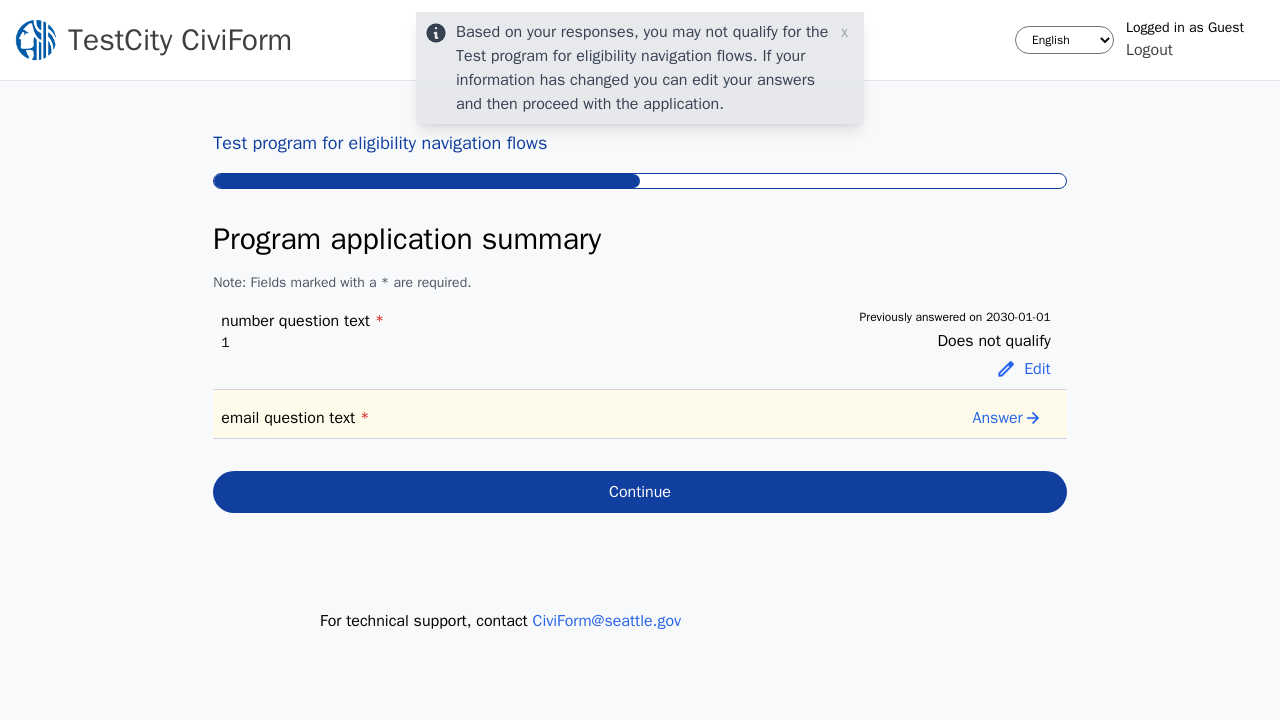 TestCity CiviForm
Based on your responses, you may not qualify for the
Test program for eligibility navigation flows. If your
information has changed you can edit your answers
and then proceed with the application.
x
English
Logged in as Guest
Logout
Test program for eligibility navigation flows
Program application summary
Note: Fields marked with a * are required.
number question text *
1
Previously answered on 2030-01-01
Does not qualify
Edit
email question text *
Answer
Continue
For technical support, contact CiviForm@seattle.gov